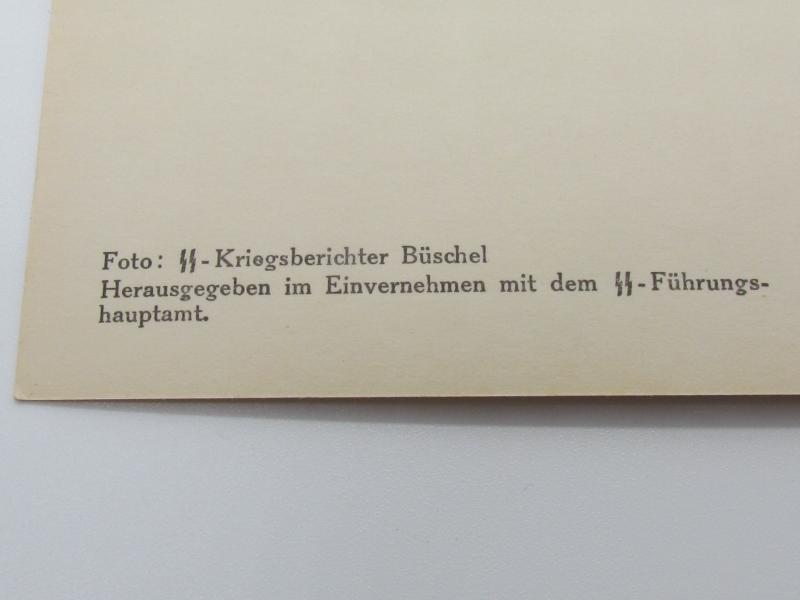 Foto: ᛋᛋ-Kriegsberichter Büschel
Herausgegeben im Einvernehmen mit dem ᛋᛋ-Führungs-
hauptamt.